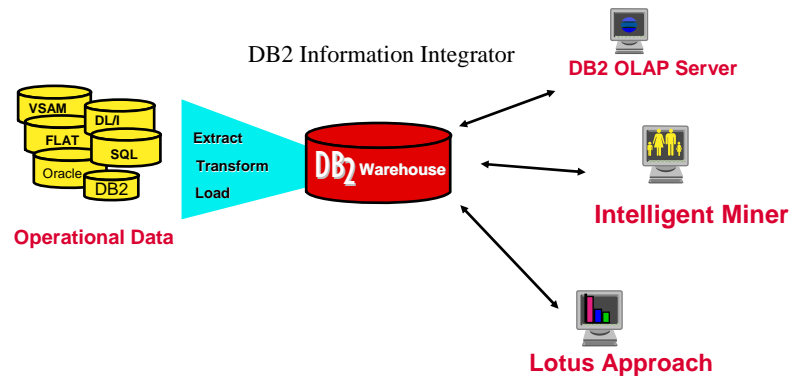 DB2 Information Integrator
DB2 OLAP Server
VSAM
DL/I
FLAT
SQL
Oracle
DB2
Operational Data
Extract
Transform
Load
DB2 Warehouse
Intelligent Miner
Lotus Approach